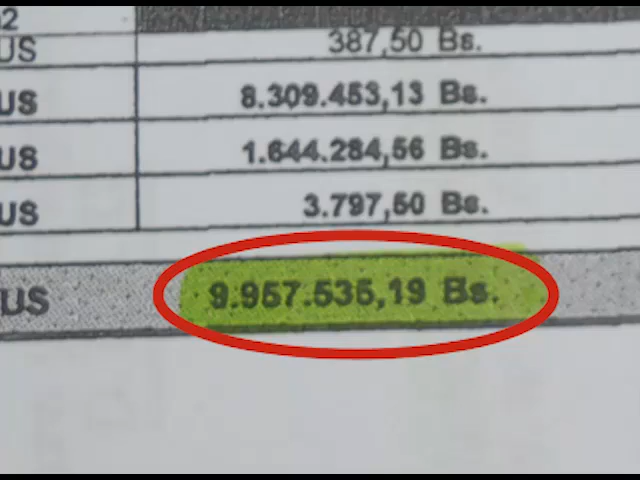 US 387,50 Bs.
US 8.309.453,13 Bs.
US 1.644.284,56 Bs.
US 3.797,50 Bs.
US 9.957.535,19 Bs.